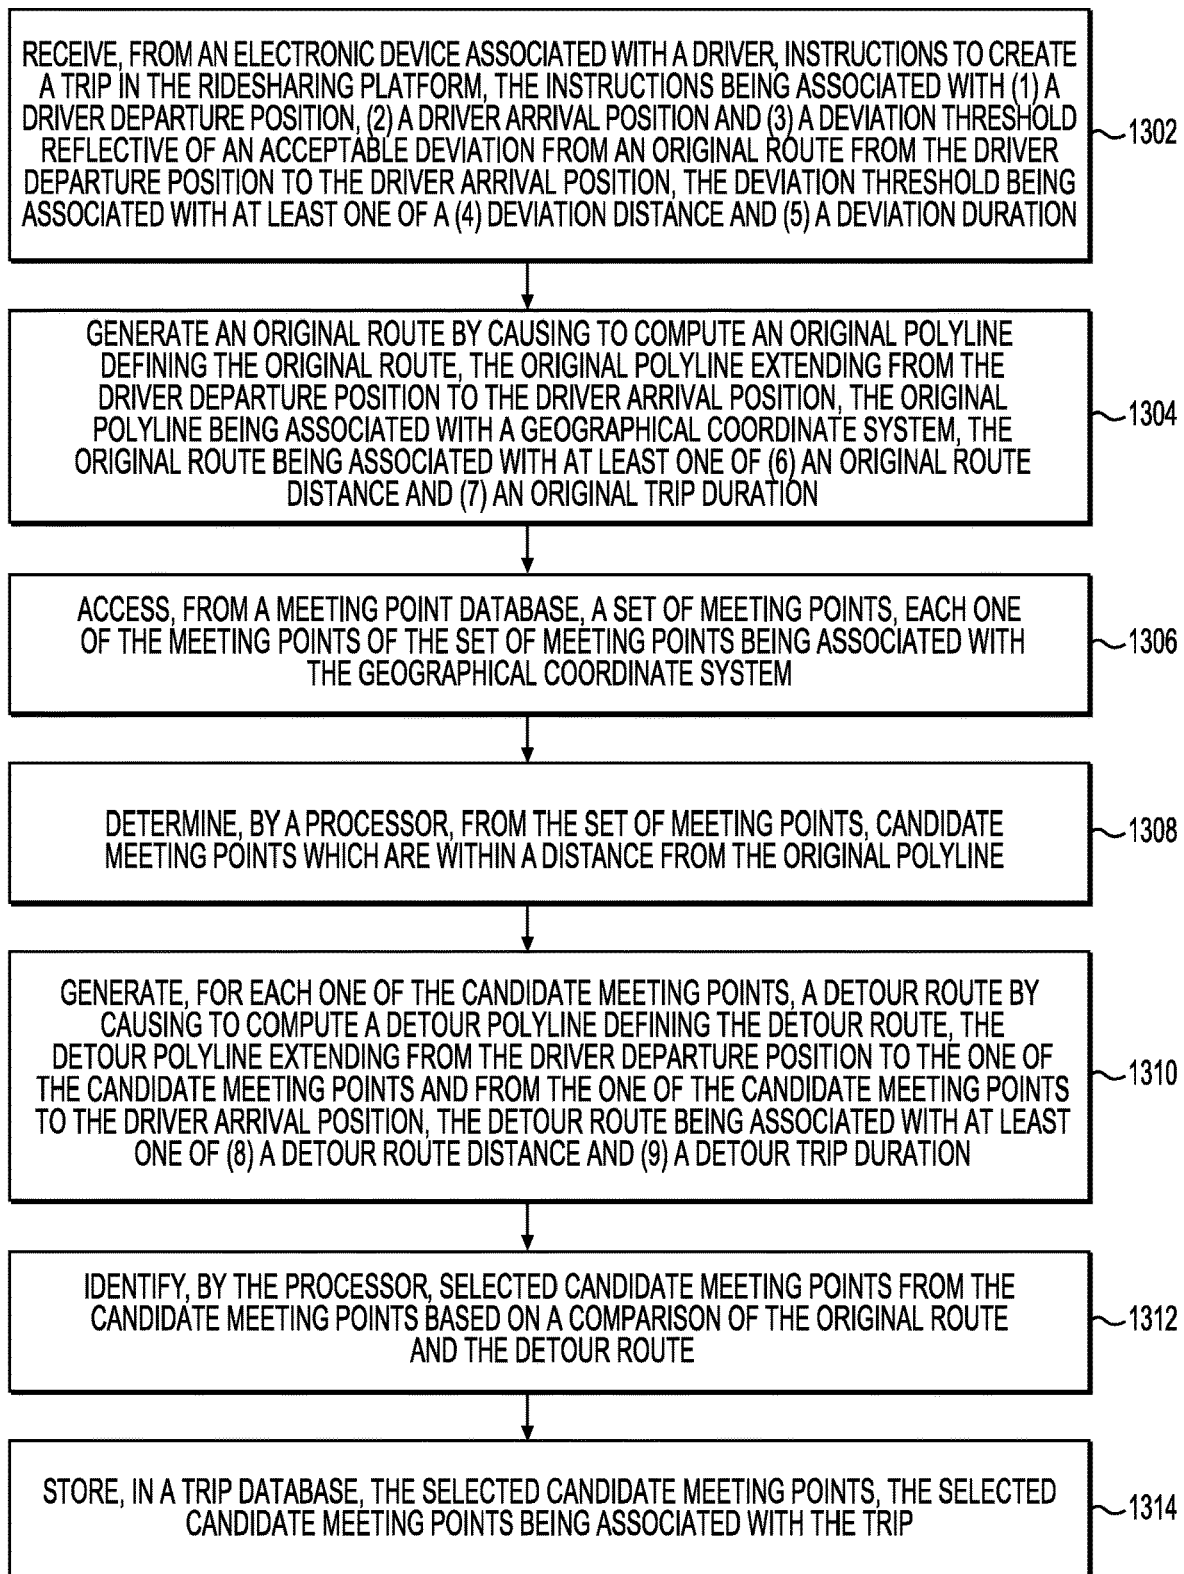 RECEIVE, FROM AN ELECTRONIC DEVICE ASSOCIATED WITH A DRIVER, INSTRUCTIONS TO CREATE
A TRIP IN THE RIDESHARING PLATFORM, THE INSTRUCTIONS BEING ASSOCIATED WITH (1) A
DRIVER DEPARTURE POSITION, (2) A DRIVER ARRIVAL POSITION AND (3) A DEVIATION THRESHOLD
REFLECTIVE OF AN ACCEPTABLE DEVIATION FROM AN ORIGINAL ROUTE FROM THE DRIVER
DEPARTURE POSITION TO THE DRIVER ARRIVAL POSITION, THE DEVIATION THRESHOLD BEING
ASSOCIATED WITH AT LEAST ONE OF A (4) DEVIATION DISTANCE AND (5) A DEVIATION DURATION
1302
GENERATE AN ORIGINAL ROUTE BY CAUSING TO COMPUTE AN ORIGINAL POLYLINE
DEFINING THE ORIGINAL ROUTE, THE ORIGINAL POLYLINE EXTENDING FROM THE
DRIVER DEPARTURE POSITION TO THE DRIVER ARRIVAL POSITION, THE ORIGINAL
POLYLINE BEING ASSOCIATED WITH A GEOGRAPHICAL COORDINATE SYSTEM, THE
ORIGINAL ROUTE BEING ASSOCIATED WITH AT LEAST ONE OF (6) AN ORIGINAL ROUTE
DISTANCE AND (7) AN ORIGINAL TRIP DURATION
1304
ACCESS, FROM A MEETING POINT DATABASE, A SET OF MEETING POINTS, EACH ONE
OF THE MEETING POINTS OF THE SET OF MEETING POINTS BEING ASSOCIATED WITH
THE GEOGRAPHICAL COORDINATE SYSTEM
1306
DETERMINE, BY A PROCESSOR, FROM THE SET OF MEETING POINTS, CANDIDATE
MEETING POINTS WHICH ARE WITHIN A DISTANCE FROM THE ORIGINAL POLYLINE
1308
GENERATE, FOR EACH ONE OF THE CANDIDATE MEETING POINTS, A DETOUR ROUTE BY
CAUSING TO COMPUTE A DETOUR POLYLINE DEFINING THE DETOUR ROUTE, THE
DETOUR POLYLINE EXTENDING FROM THE DRIVER DEPARTURE POSITION TO THE ONE OF
THE CANDIDATE MEETING POINTS AND FROM THE ONE OF THE CANDIDATE MEETING POINTS
TO THE DRIVER ARRIVAL POSITION, THE DETOUR ROUTE BEING ASSOCIATED WITH AT LEAST
ONE OF (8) A DETOUR ROUTE DISTANCE AND (9) A DETOUR TRIP DURATION
1310
IDENTIFY, BY THE PROCESSOR, SELECTED CANDIDATE MEETING POINTS FROM THE
CANDIDATE MEETING POINTS BASED ON A COMPARISON OF THE ORIGINAL ROUTE
AND THE DETOUR ROUTE
1312
STORE, IN A TRIP DATABASE, THE SELECTED CANDIDATE MEETING POINTS, THE SELECTED
CANDIDATE MEETING POINTS BEING ASSOCIATED WITH THE TRIP
1314